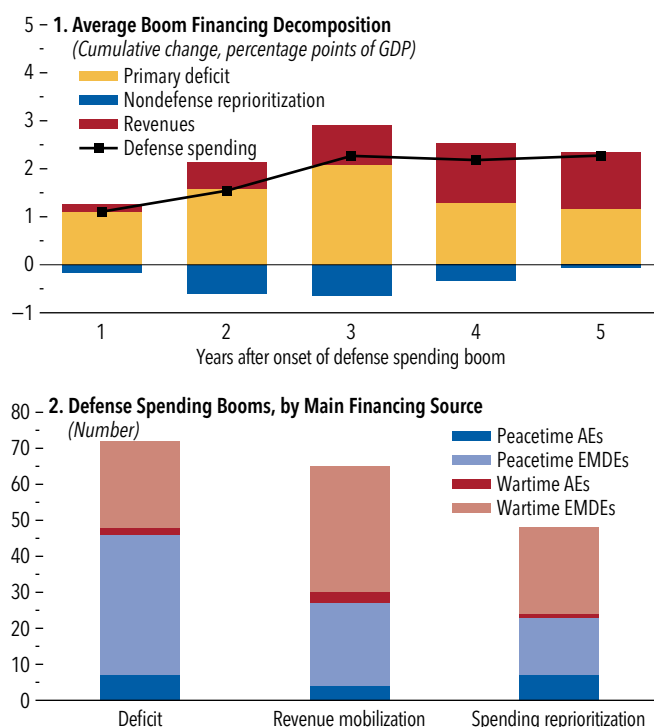 1. Average Boom Financing Decomposition
(Cumulative change, percentage points of GDP)
Primary deficit
Nondefense reprioritization
Revenues
Defense spending
5
4
3
2
1
0
–1
1 2 3 4 5
Years after onset of defense spending boom
2. Defense Spending Booms, by Main Financing Source
(Number)
Peacetime AEs
Peacetime EMDEs
Wartime AEs
Wartime EMDEs
80
70
60
50
40
30
20
10
0
Deficit Revenue mobilization Spending reprioritization